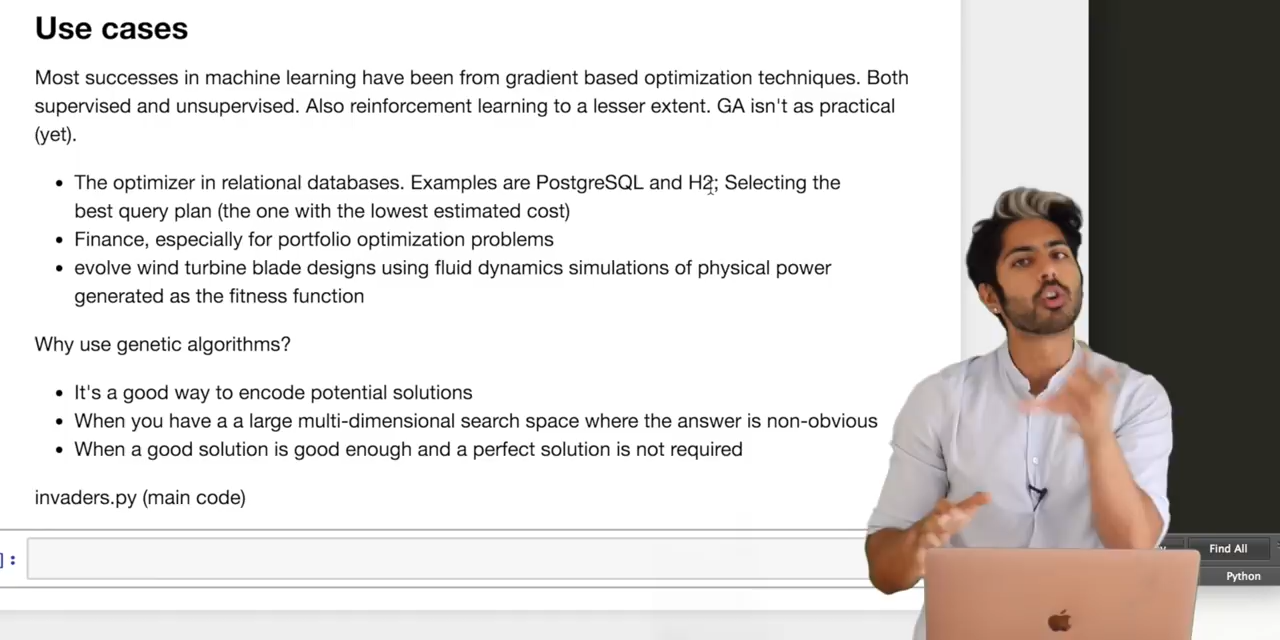 Use cases
Most successes in machine learning have been from gradient based optimization techniques. Both
supervised and unsupervised. Also reinforcement learning to a lesser extent. GA isn't as practical
(yet).
The optimizer in relational databases. Examples are PostgreSQL and H2; Selecting the
best query plan (the one with the lowest estimated cost)
Finance, especially for portfolio optimization problems
evolve wind turbine blade designs using fluid dynamics simulations of physical power
generated as the fitness function
Why use genetic algorithms?
It's a good way to encode potential solutions
When you have a a large multi-dimensional search space where the answer is non-obvious
When a good solution is good enough and a perfect solution is not required
invaders.py (main code)
]:
Find All
Python